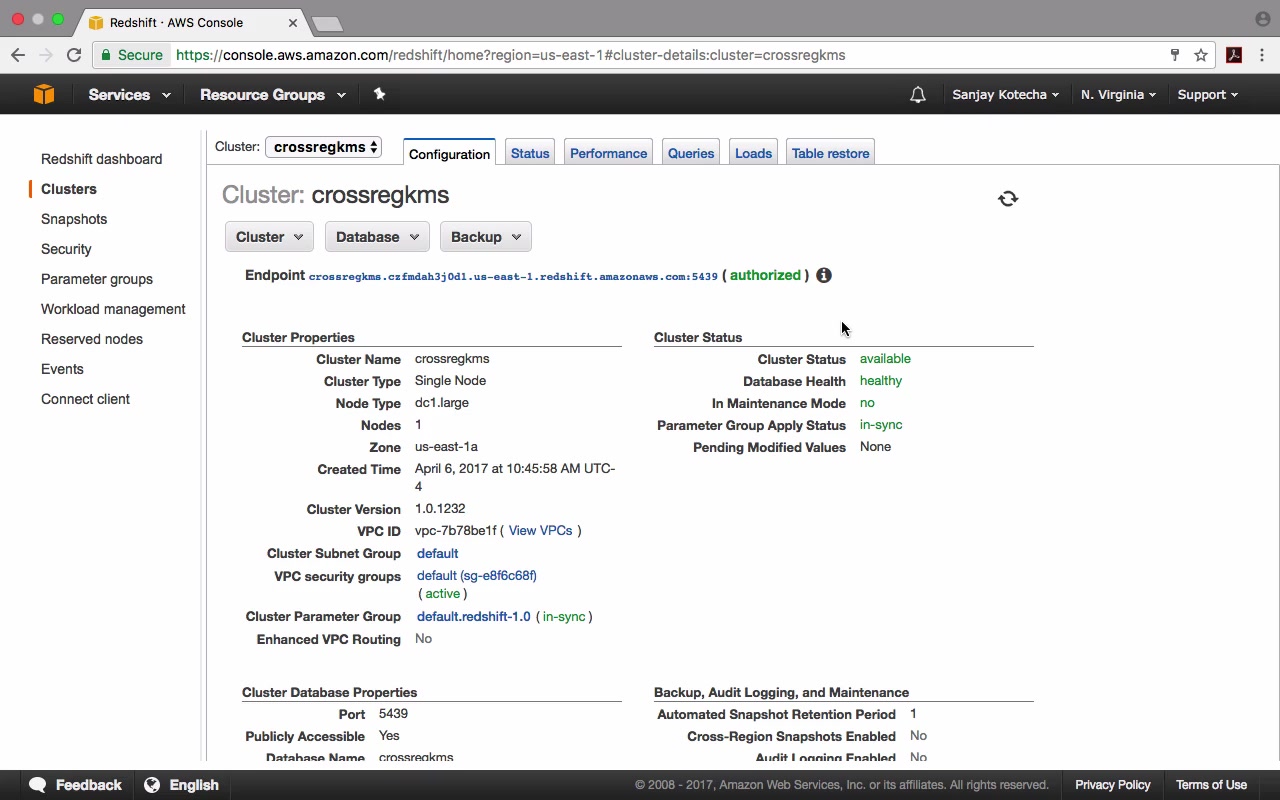 Redshift · AWS Console
Secure https://console.aws.amazon.com/redshift/home?region=us-east-1#cluster-details:cluster=crossregkms
Services Resource Groups Sanjay Kotecha N. Virginia Support
Redshift dashboard
Clusters
Snapshots
Security
Parameter groups
Workload management
Reserved nodes
Events
Connect client
Cluster: crossregkms Configuration Status Performance Queries Loads Table restore
Cluster: crossregkms
Cluster Database Backup
Endpoint crossregkms.czfmdah3j0d1.us-east-1.redshift.amazonaws.com:5439 ( authorized )
Cluster Properties
Cluster Name crossregkms
Cluster Type Single Node
Node Type dc1.large
Nodes 1
Zone us-east-1a
Created Time April 6, 2017 at 10:45:58 AM UTC-
4
Cluster Version 1.0.1232
VPC ID vpc-7b78be1f ( View VPCs )
Cluster Subnet Group default
VPC security groups default (sg-e8f6c68f)
( active )
Cluster Parameter Group default.redshift-1.0 ( in-sync )
Enhanced VPC Routing No
Cluster Status
Cluster Status available
Database Health healthy
In Maintenance Mode no
Parameter Group Apply Status in-sync
Pending Modified Values None
Cluster Database Properties
Port 5439
Publicly Accessible Yes
Database Name crossregkms
Backup, Audit Logging, and Maintenance
Automated Snapshot Retention Period 1
Cross-Region Snapshots Enabled No
Audit Logging Enabled No
Feedback English © 2008 - 2017, Amazon Web Services, Inc. or its affiliates. All rights reserved. Privacy Policy Terms of Use